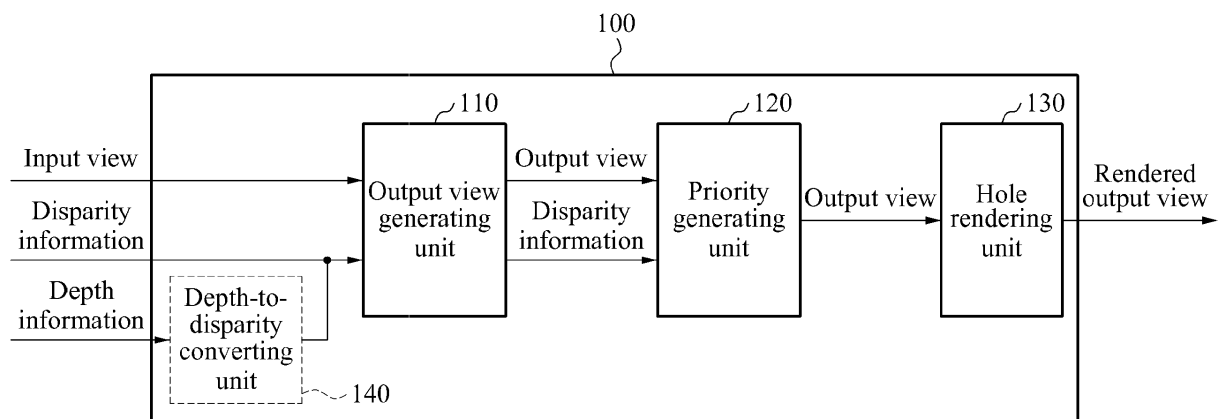 100
110
120
130
Input view
Output view
Disparity
information
Output view
generating
unit
Disparity
information
Priority
generating
unit
Output view
Hole
rendering
unit
Rendered
output view
Depth
information
Depth-to-
disparity
converting
unit
140